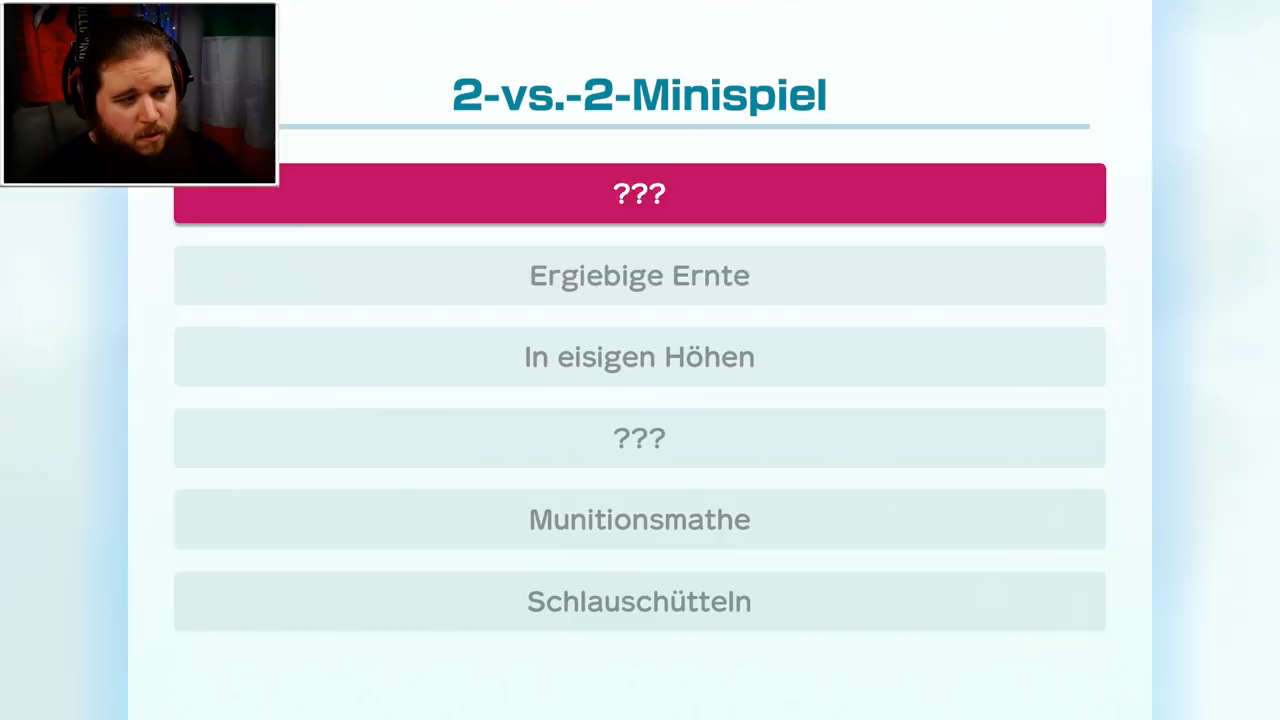 2-vs.-2-Minispiel
???
Ergiebige Ernte
In eisigen Höhen
???
Munitionsmathe
Schlauschütteln